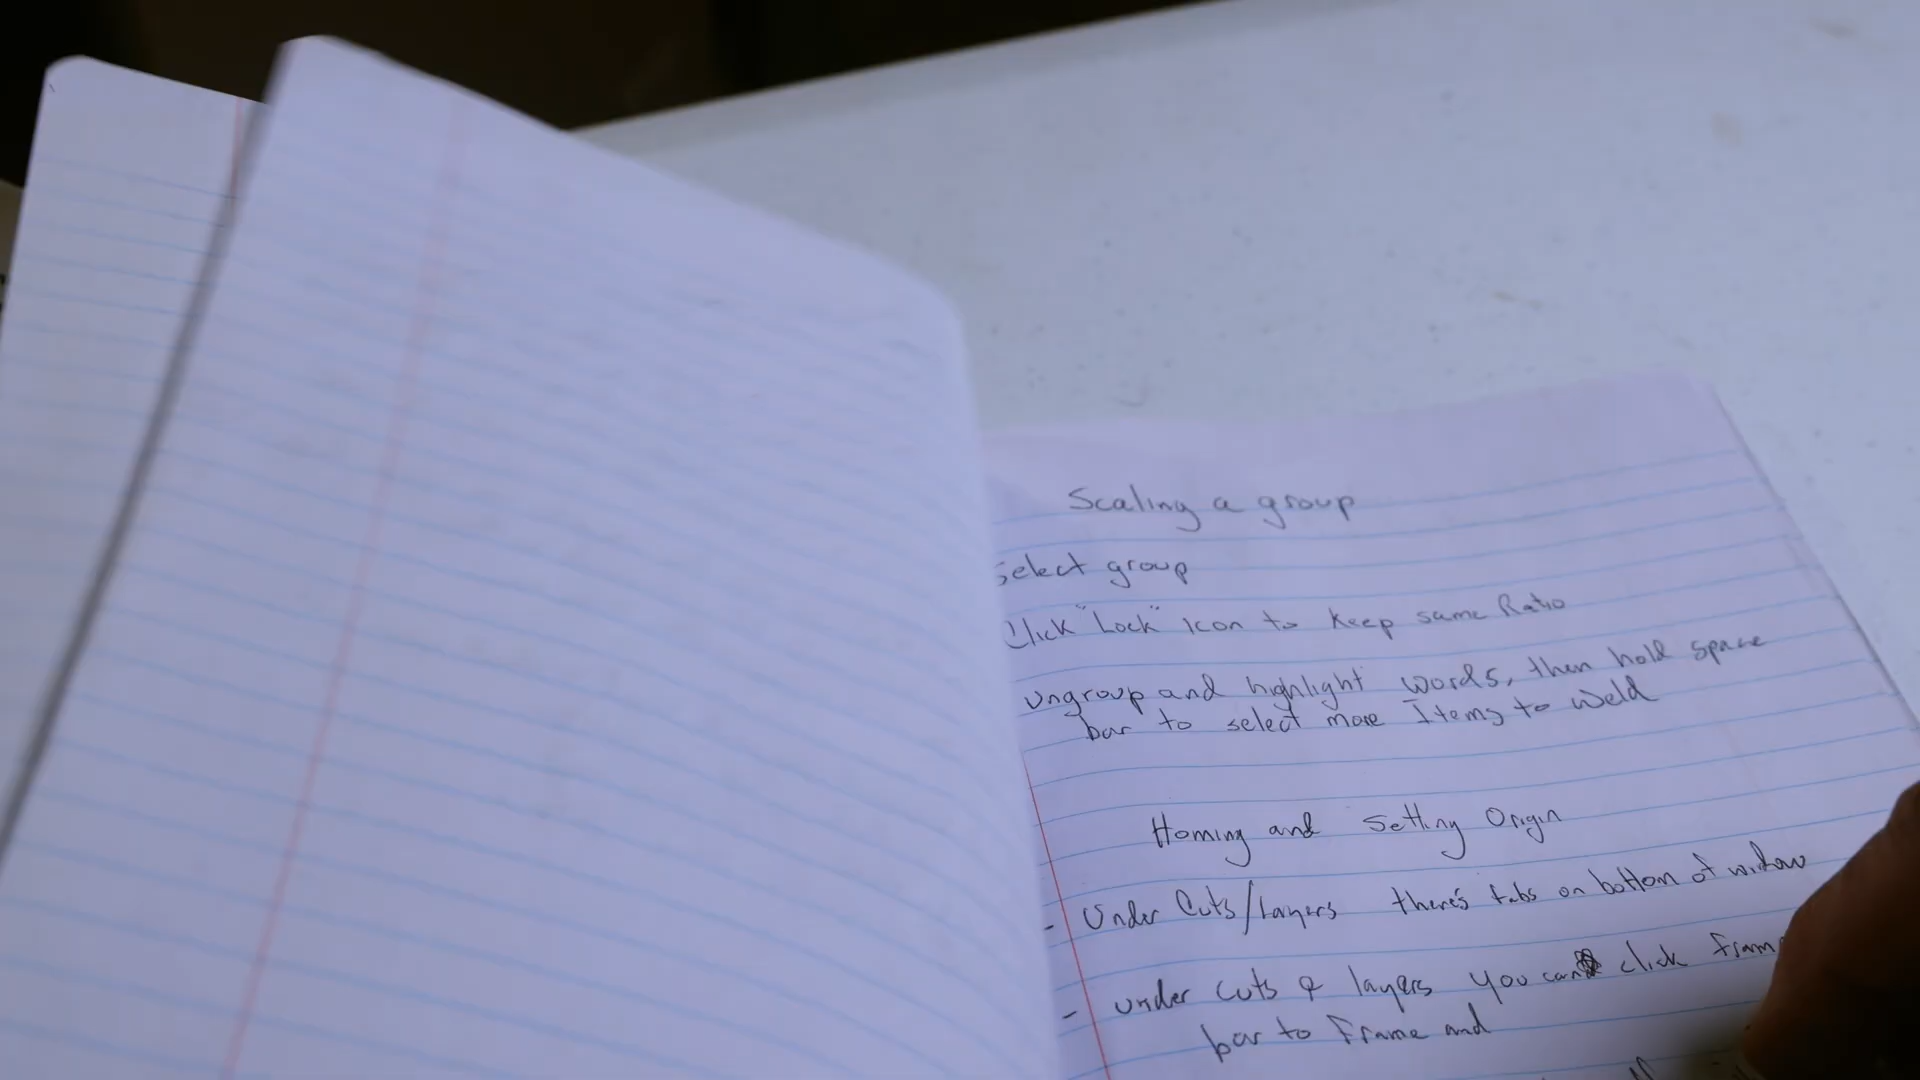 Scaling a group
Select group
Click "Lock" Icon to Keep same Ratio
ungroup and highlight words, then hold space
bar to select more Items to weld
Homing and Setting Origin
- Under Cuts/Layers there's tabs on bottom of window
- under cuts & layers you can click Fram
bar to Frame and